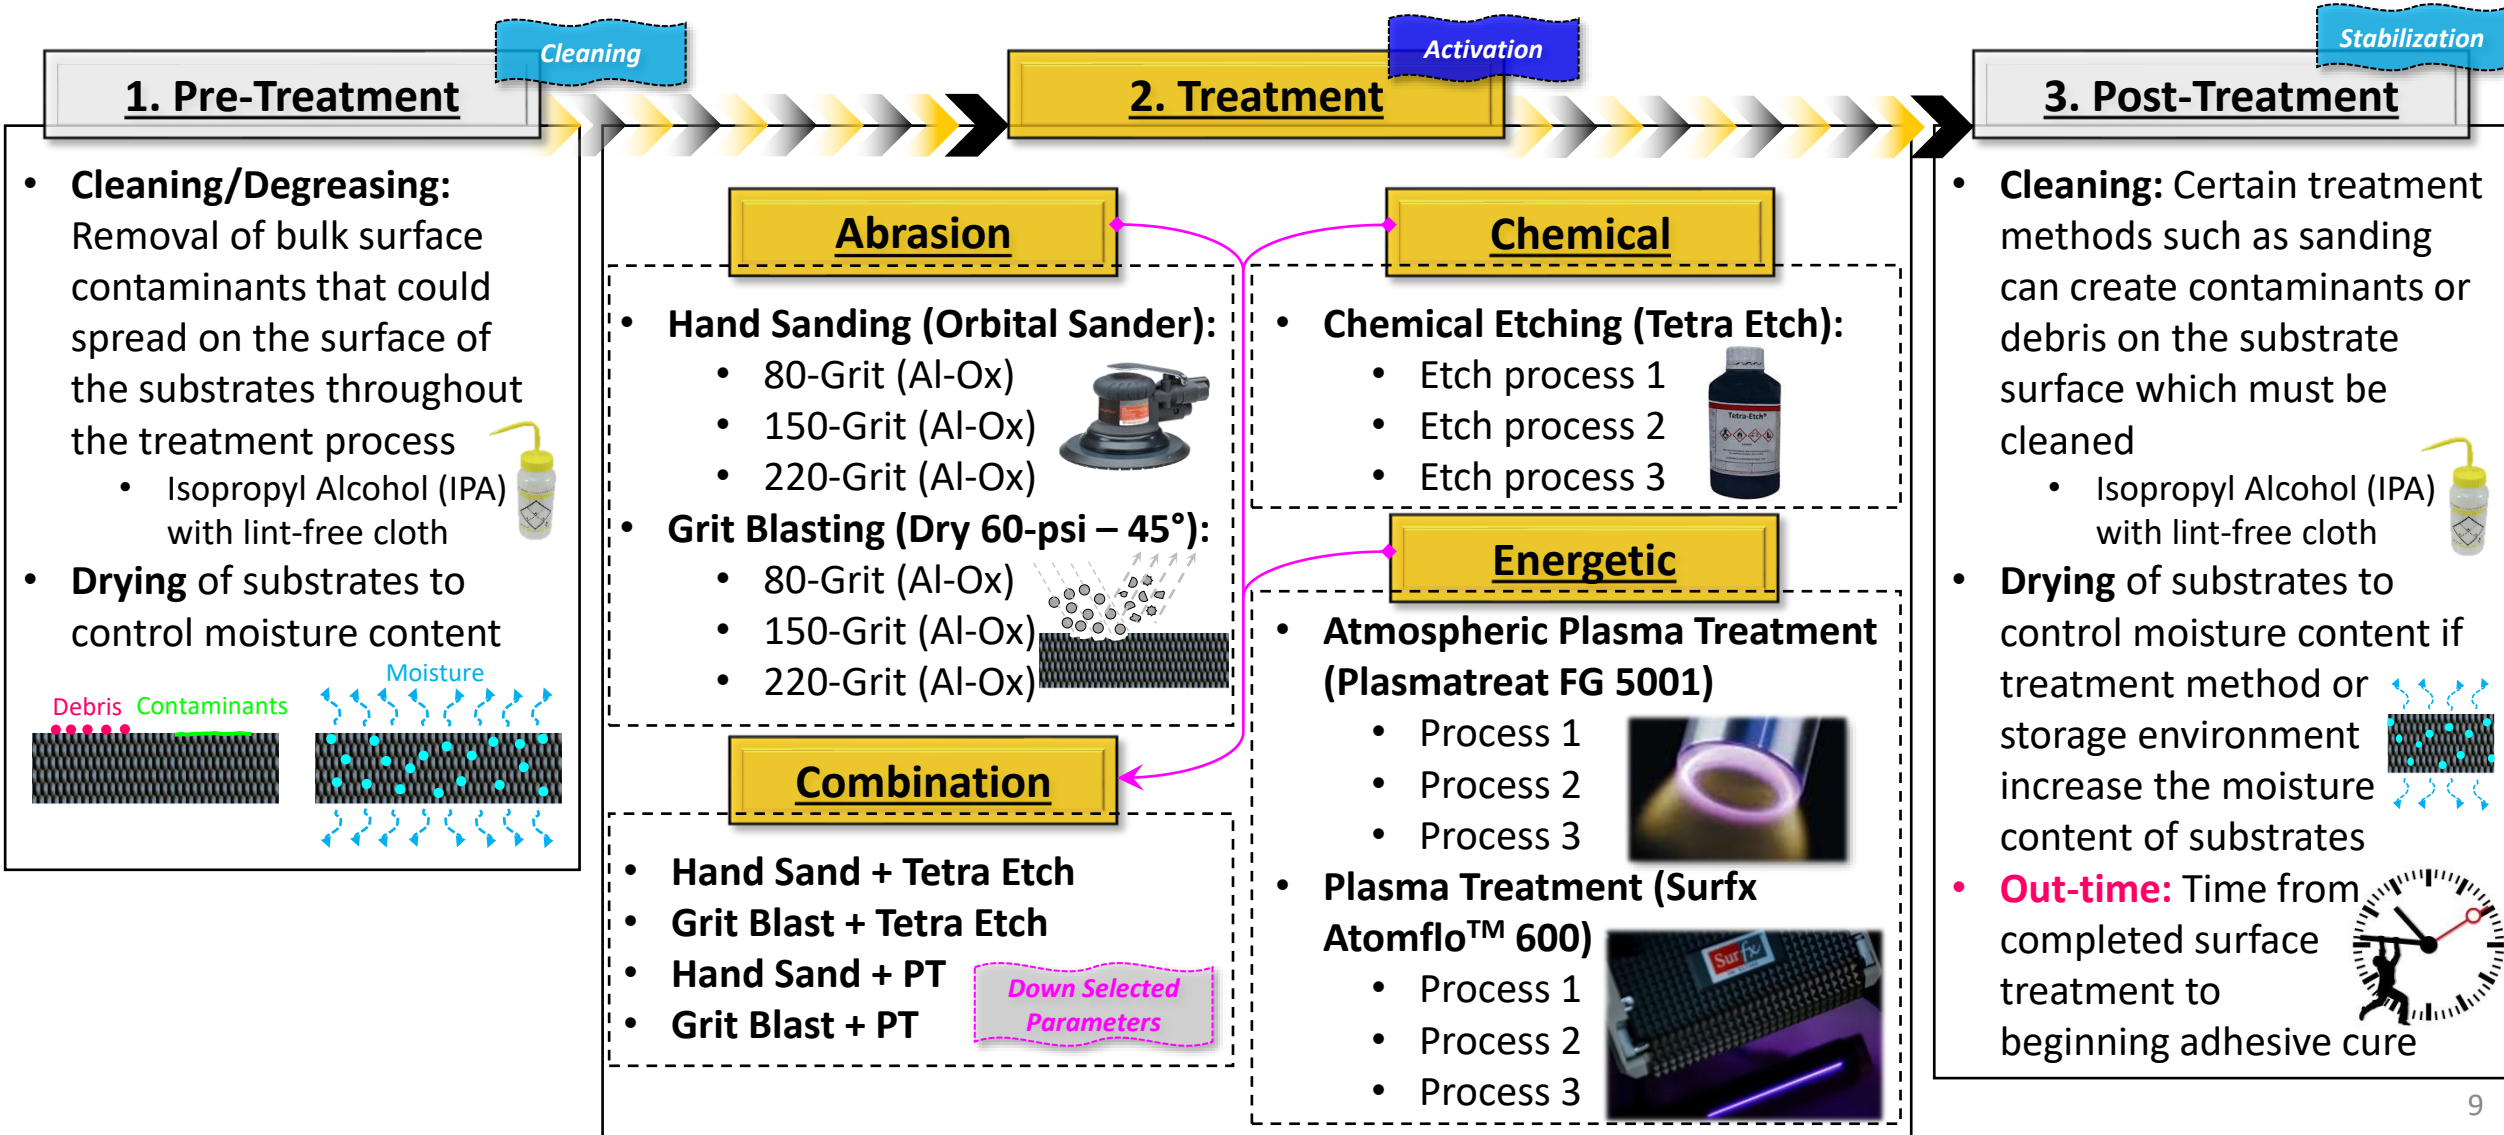 Cleaning
1. Pre-Treatment
• Cleaning/Degreasing:
Removal of bulk surface
contaminants that could
spread on the surface of
the substrates throughout
the treatment process
• Isopropyl Alcohol (IPA)
with lint-free cloth
• Drying of substrates to
control moisture content
Moisture
Debris Contaminants
Activation
2. Treatment
Abrasion
• Hand Sanding (Orbital Sander):
• 80-Grit (Al-Ox)
• 150-Grit (Al-Ox)
• 220-Grit (Al-Ox)
• Grit Blasting (Dry 60-psi – 45°):
• 80-Grit (Al-Ox)
• 150-Grit (Al-Ox)
• 220-Grit (Al-Ox)
Combination
• Hand Sand + Tetra Etch
• Grit Blast + Tetra Etch
• Hand Sand + PT
• Grit Blast + PT
Down Selected
Parameters
Chemical
• Chemical Etching (Tetra Etch):
• Etch process 1
• Etch process 2
• Etch process 3
Tetra-Etch®
Energetic
• Atmospheric Plasma Treatment
(Plasmatreat FG 5001)
• Process 1
• Process 2
• Process 3
• Plasma Treatment (Surfx
Atomflo™ 600)
• Process 1
• Process 2
• Process 3
Surfx
Stabilization
3. Post-Treatment
• Cleaning: Certain treatment
methods such as sanding
can create contaminants or
debris on the substrate
surface which must be
cleaned
• Isopropyl Alcohol (IPA)
with lint-free cloth
• Drying of substrates to
control moisture content if
treatment method or
storage environment
increase the moisture
content of substrates
• Out-time: Time from
completed surface
treatment to
beginning adhesive cure
9